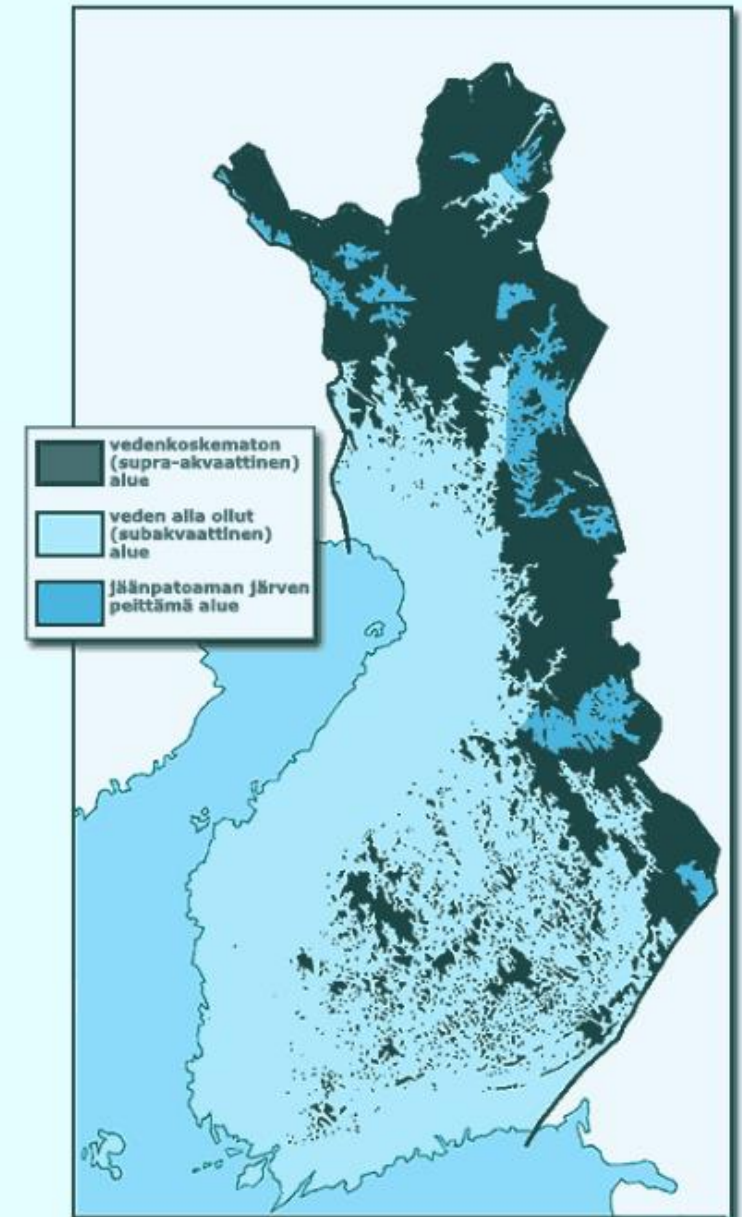 vedenkoskematon
(supra-akvaattinen)
alue
veden alla ollut
(subakvaattinen)
alue
jäänpatoaman järven
peittämä alue